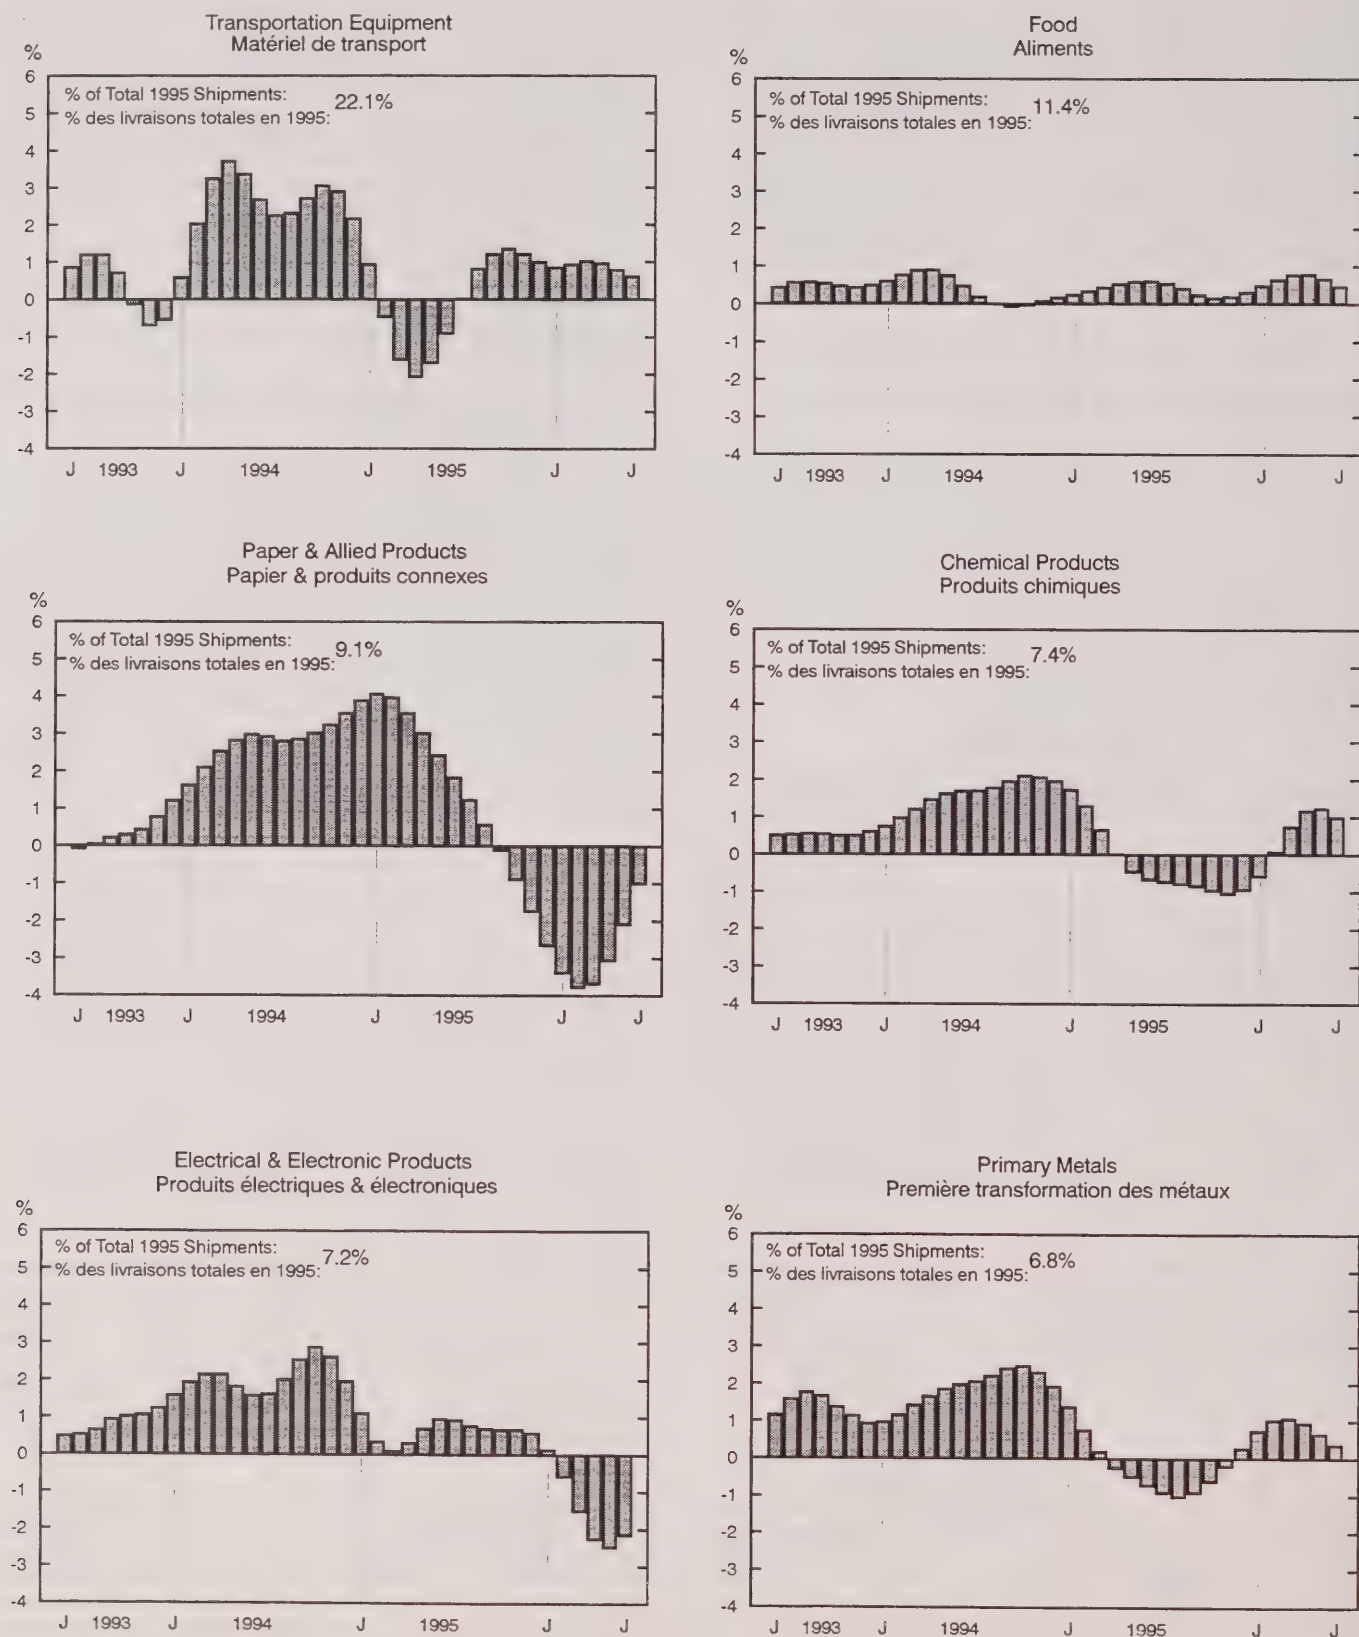 Transportation Equipment
Matériel de transport
%
6
% of Total 1995 Shipments:
% des livraisons totales en 1995:
22.1%
5
4
3
2
1
0
-1
-2
-3
-4
J 1993 J 1994 J 1995 J J
Food
Aliments
%
6
% of Total 1995 Shipments:
% des livraisons totales en 1995:
11.4%
5
4
3
2
1
0
-1
-2
-3
-4
J 1993 J 1994 J 1995 J J
Paper & Allied Products
Papier & produits connexes
%
6
% of Total 1995 Shipments:
% des livraisons totales en 1995:
9.1%
5
4
3
2
1
0
-1
-2
-3
-4
J 1993 J 1994 J 1995 J J
Chemical Products
Produits chimiques
%
6
% of Total 1995 Shipments:
% des livraisons totales en 1995:
7.4%
5
4
3
2
1
0
-1
-2
-3
-4
J 1993 J 1994 J 1995 J J
Electrical & Electronic Products
Produits électriques & électroniques
%
6
% of Total 1995 Shipments:
% des livraisons totales en 1995:
7.2%
5
4
3
2
1
0
-1
-2
-3
-4
J 1993 J 1994 J 1995 J J
Primary Metals
Première transformation des métaux
%
6
% of Total 1995 Shipments:
% des livraisons totales en 1995:
6.8%
5
4
3
2
1
0
-1
-2
-3
-4
J 1993 J 1994 J 1995 J J